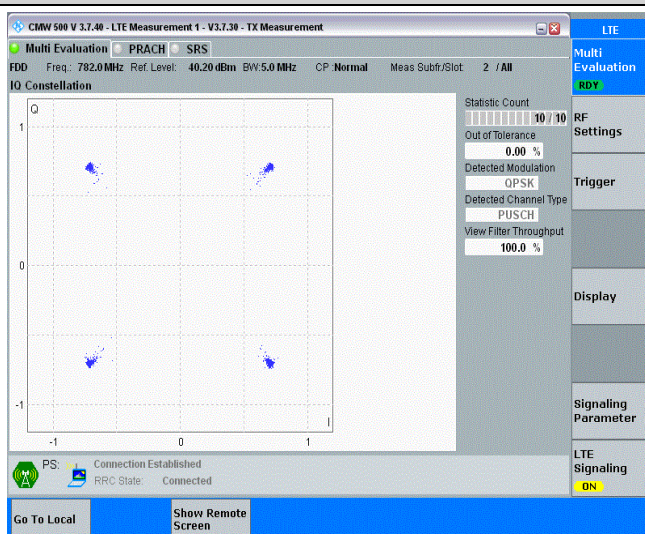 CMW 500 V 3.7.40 - LTE Measurement 1 - V3.7.30 - TX Measurement
LTE
Multi Evaluation PRACH SRS
FDD Freq.: 782.0 MHz Ref. Level: 40.20 dBm BW: 5.0 MHz CP :Normal Meas Subfr./Slot: 2 / All
IQ Constellation
Q
1
0
-1
-1
0
1
I
Statistic Count
10 / 10
Out of Tolerance
0.00 %
Detected Modulation
QPSK
Detected Channel Type
PUSCH
View Filter Throughput
100.0 %
Multi
Evaluation
RDY
RF
Settings
Trigger
Display
Signaling
Parameter
LTE
Signaling
ON
PS:
Connection Established
RRC State: Connected
Go To Local
Show Remote
Screen